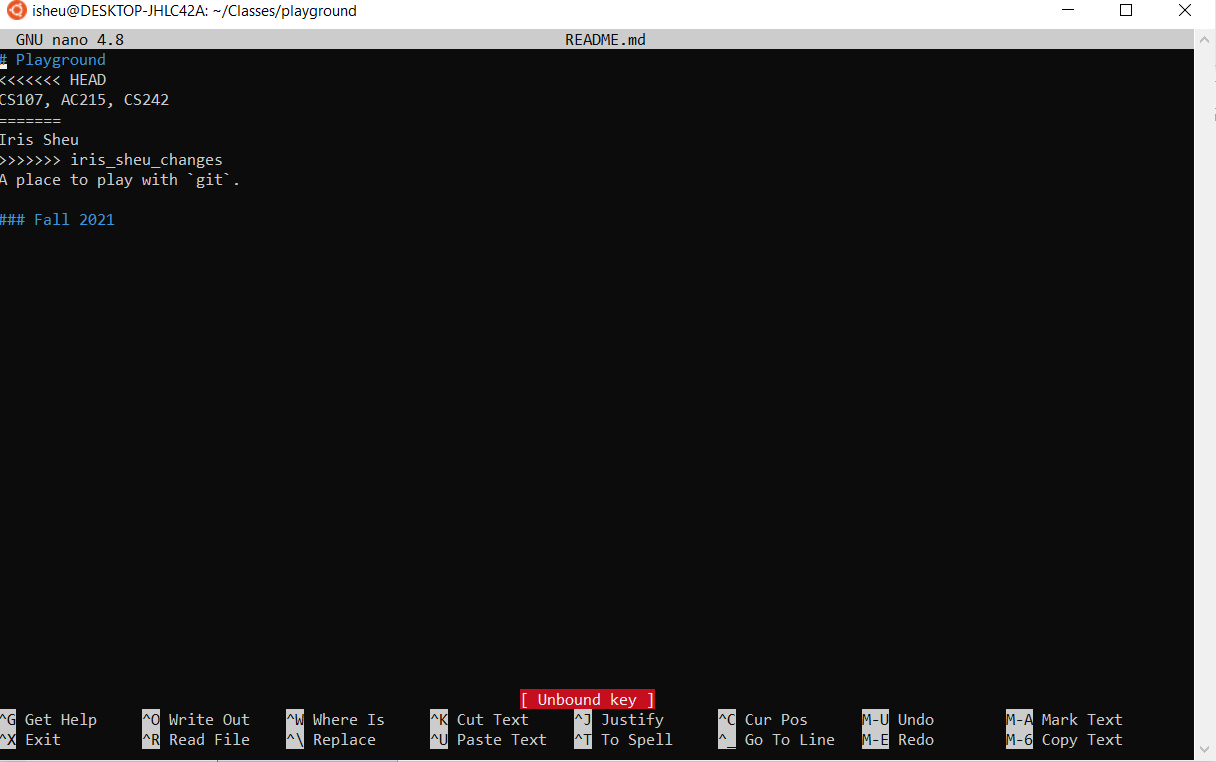 isheu@DESKTOP-JHLC42A: ~/Classes/playground
GNU nano 4.8 README.md
# Playground
<<<<<<< HEAD
CS107, AC215, CS242
=======
Iris Sheu
>>>>>>> iris_sheu_changes
A place to play with `git`.
### Fall 2021
[ Unbound key ]
^G Get Help ^O Write Out ^W Where Is ^K Cut Text ^J Justify ^C Cur Pos M-U Undo M-A Mark Text
^X Exit ^R Read File ^\ Replace ^U Paste Text ^T To Spell ^_ Go To Line M-E Redo M-6 Copy Text